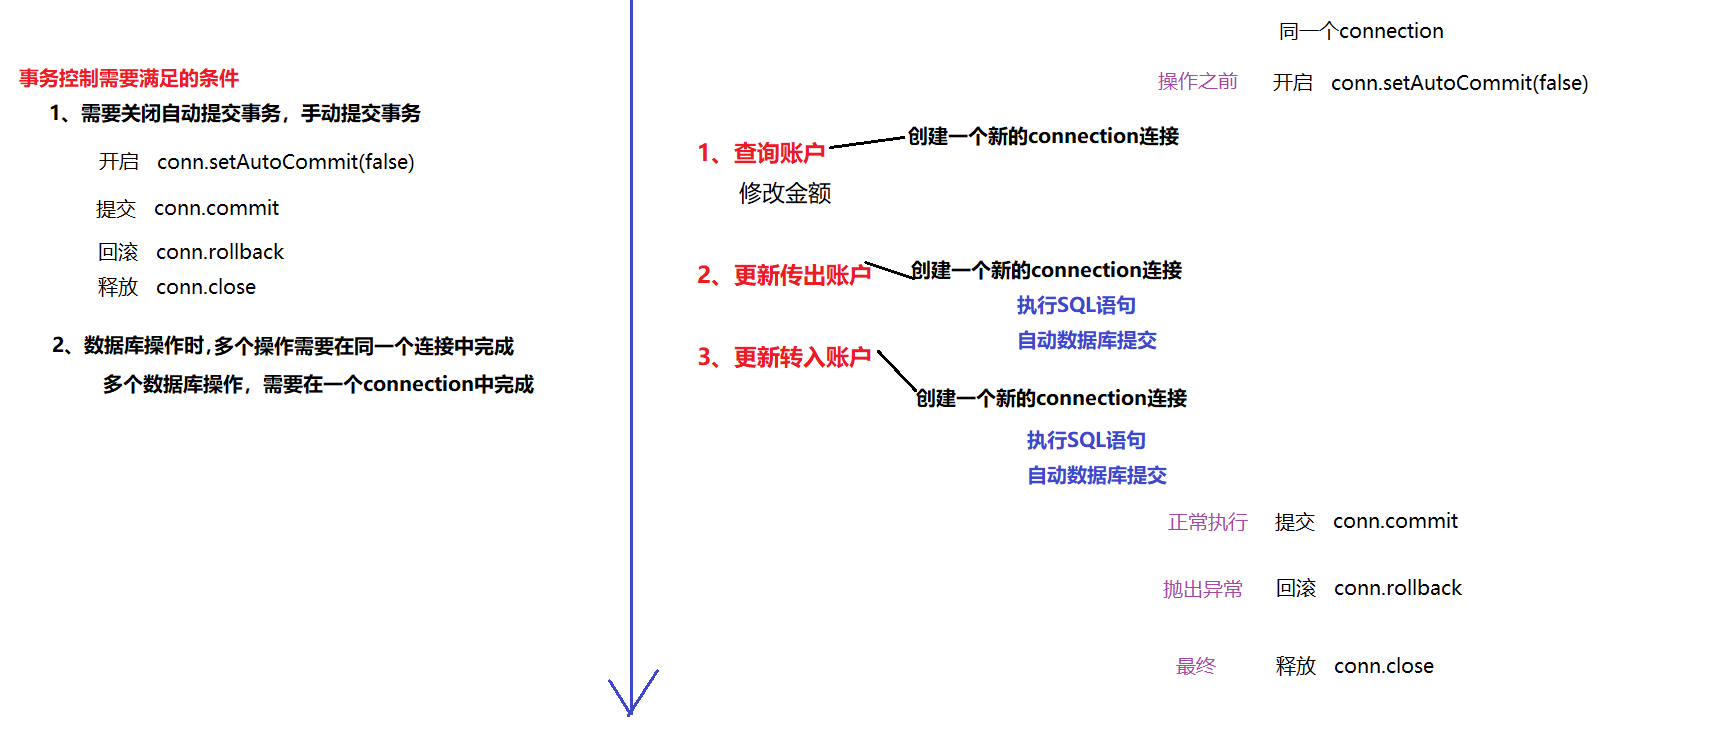 事务控制需要满足的条件
1、需要关闭自动提交事务，手动提交事务
开启 conn.setAutoCommit(false)
提交 conn.commit
回滚 conn.rollback
释放 conn.close
2、数据库操作时,多个操作需要在同一个连接中完成
多个数据库操作，需要在一个connection中完成
同一个connection
操作之前 开启 conn.setAutoCommit(false)
1、查询账户 创建一个新的connection连接
修改金额
2、更新传出账户 创建一个新的connection连接
执行SQL语句
自动数据库提交
3、更新转入账户
创建一个新的connection连接
执行SQL语句
自动数据库提交
正常执行 提交 conn.commit
抛出异常 回滚 conn.rollback
最终 释放 conn.close